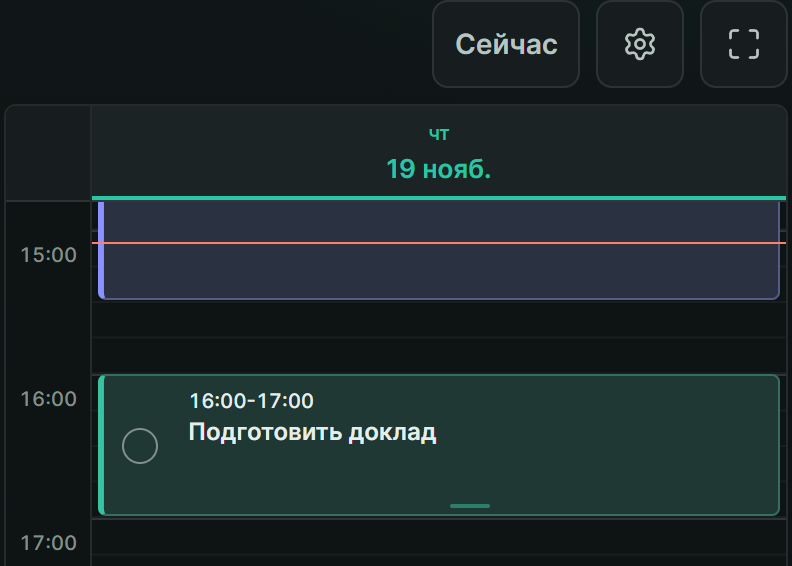 Сейчас
чт
19 нояб.
15:00
16:00
16:00-17:00
Подготовить доклад
17:00